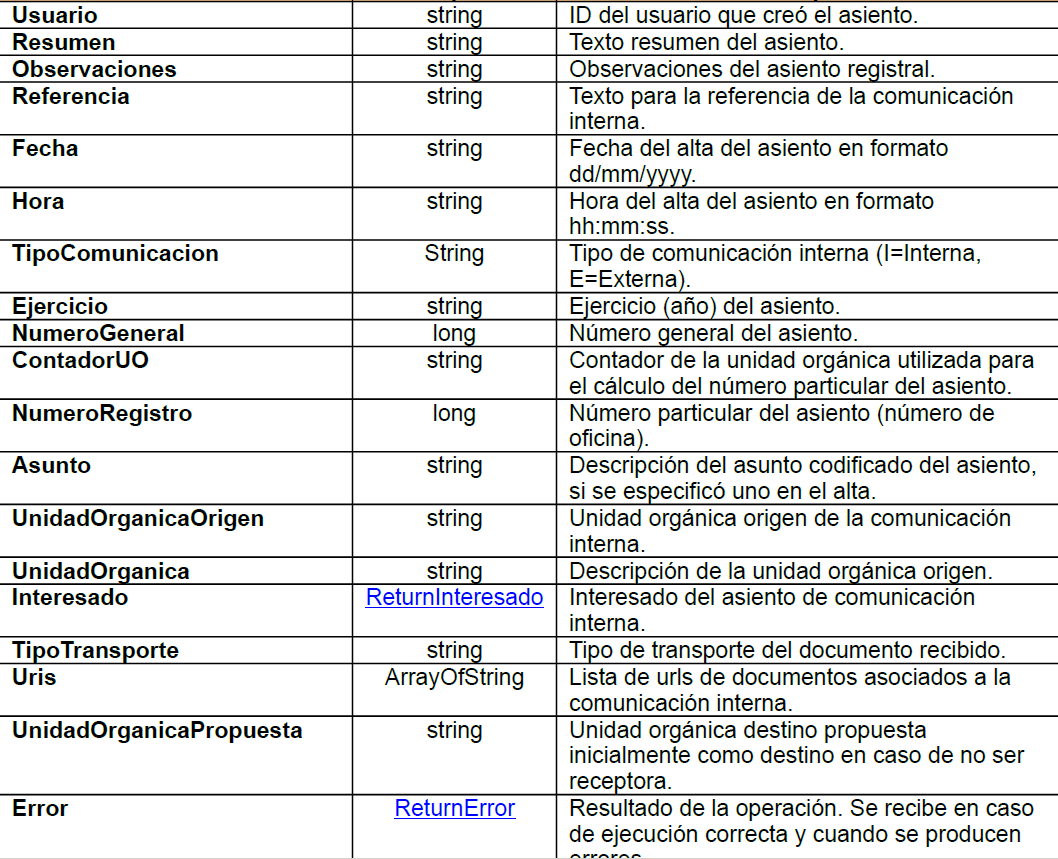 Usuario string ID del usuario que creó el asiento.
Resumen string Texto resumen del asiento.
Observaciones string Observaciones del asiento registral.
Referencia string Texto para la referencia de la comunicación
interna.
Fecha string Fecha del alta del asiento en formato
dd/mm/yyyy.
Hora string Hora del alta del asiento en formato
hh:mm:ss.
TipoComunicacion String Tipo de comunicación interna (I=Interna,
E=Externa).
Ejercicio string Ejercicio (año) del asiento.
NumeroGeneral long Número general del asiento.
ContadorUO string Contador de la unidad orgánica utilizada para
el cálculo del número particular del asiento.
NumeroRegistro long Número particular del asiento (número de
oficina).
Asunto string Descripción del asunto codificado del asiento,
si se especificó uno en el alta.
UnidadOrganicaOrigen string Unidad orgánica origen de la comunicación
interna.
UnidadOrganica string Descripción de la unidad orgánica origen.
Interesado ReturnInteresado Interesado del asiento de comunicación
interna.
TipoTransporte string Tipo de transporte del documento recibido.
Uris ArrayOfString Lista de urls de documentos asociados a la
comunicación interna.
UnidadOrganicaPropuesta string Unidad orgánica destino propuesta
inicialmente como destino en caso de no ser
receptora.
Error ReturnError Resultado de la operación. Se recibe en caso
de ejecución correcta y cuando se producen
errores.